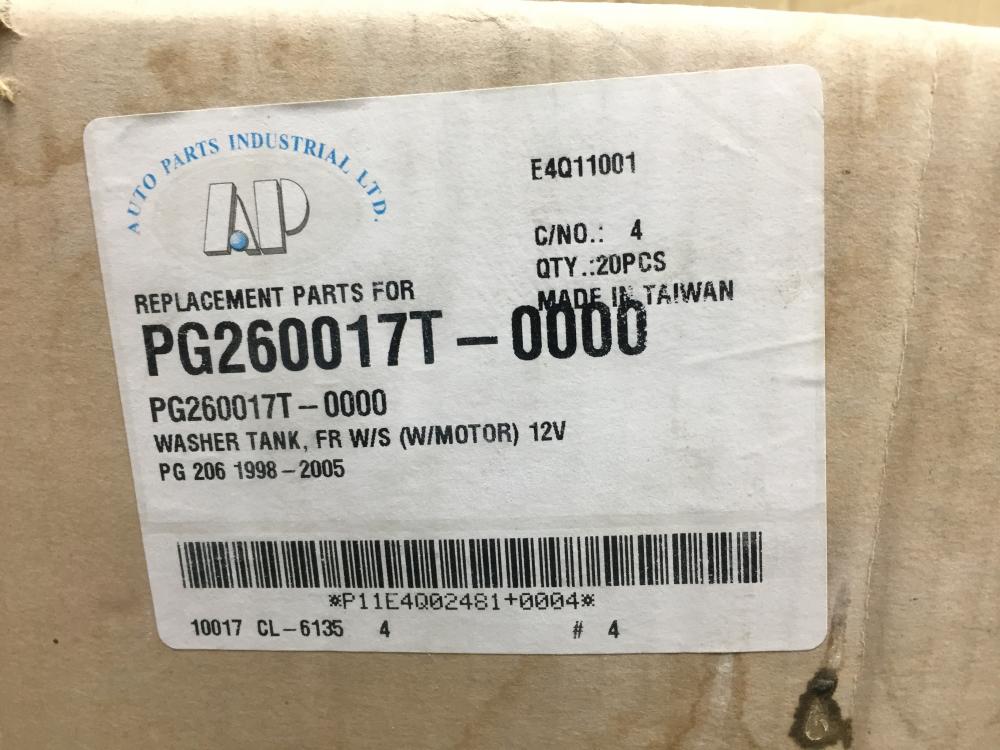 AUTO PARTS INDUSTRIAL LTD.
AP
E4Q11001
C/NO.: 4
QTY.:20PCS
MADE IN TAIWAN
REPLACEMENT PARTS FOR
PG260017T-0000
PG260017T-0000
WASHER TANK, FR W/S (W/MOTOR) 12V
PG 206 1998-2005
*P11E4Q02481+0004*
10017 CL-6135 4 # 4